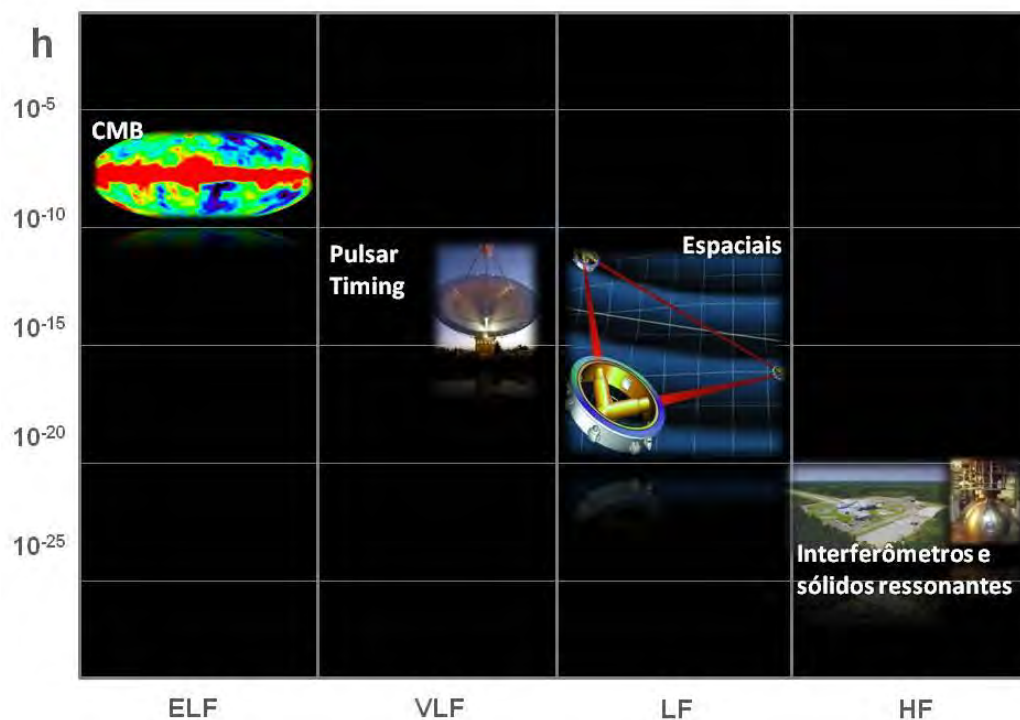 h
10-5
CMB
10-10
Pulsar
Timing
Espaciais
10-15
10-20
10-25
Interferômetros e
sólidos ressonantes
ELF VLF LF HF